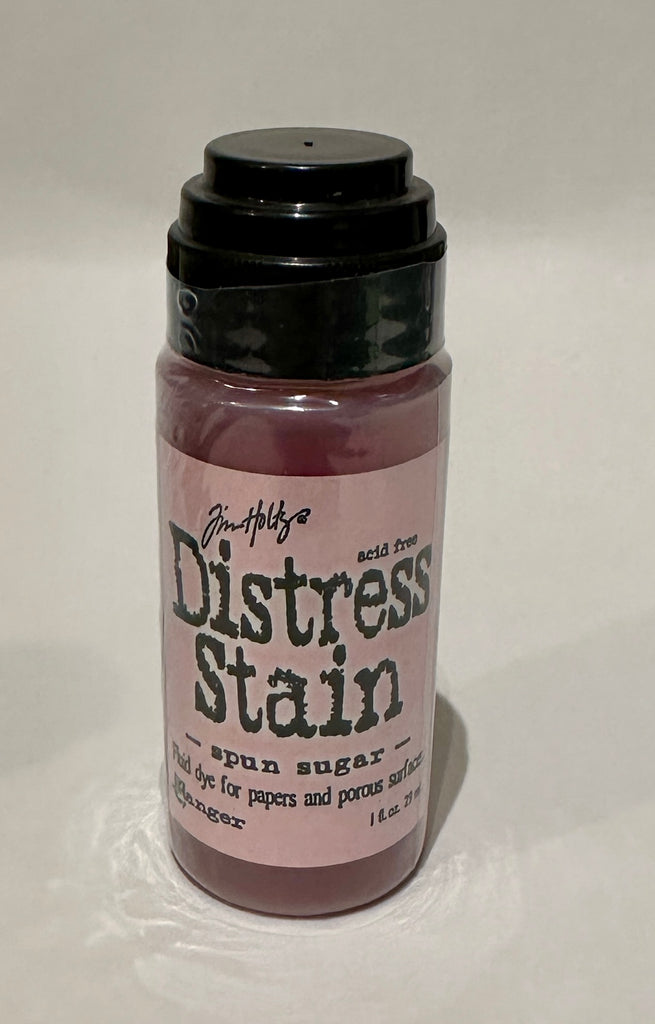 Tim Holtz®
acid free
Distress
Stain
— spun sugar —
Fluid dye for papers and porous surfaces
Ranger
1 fl. oz. 29 ml